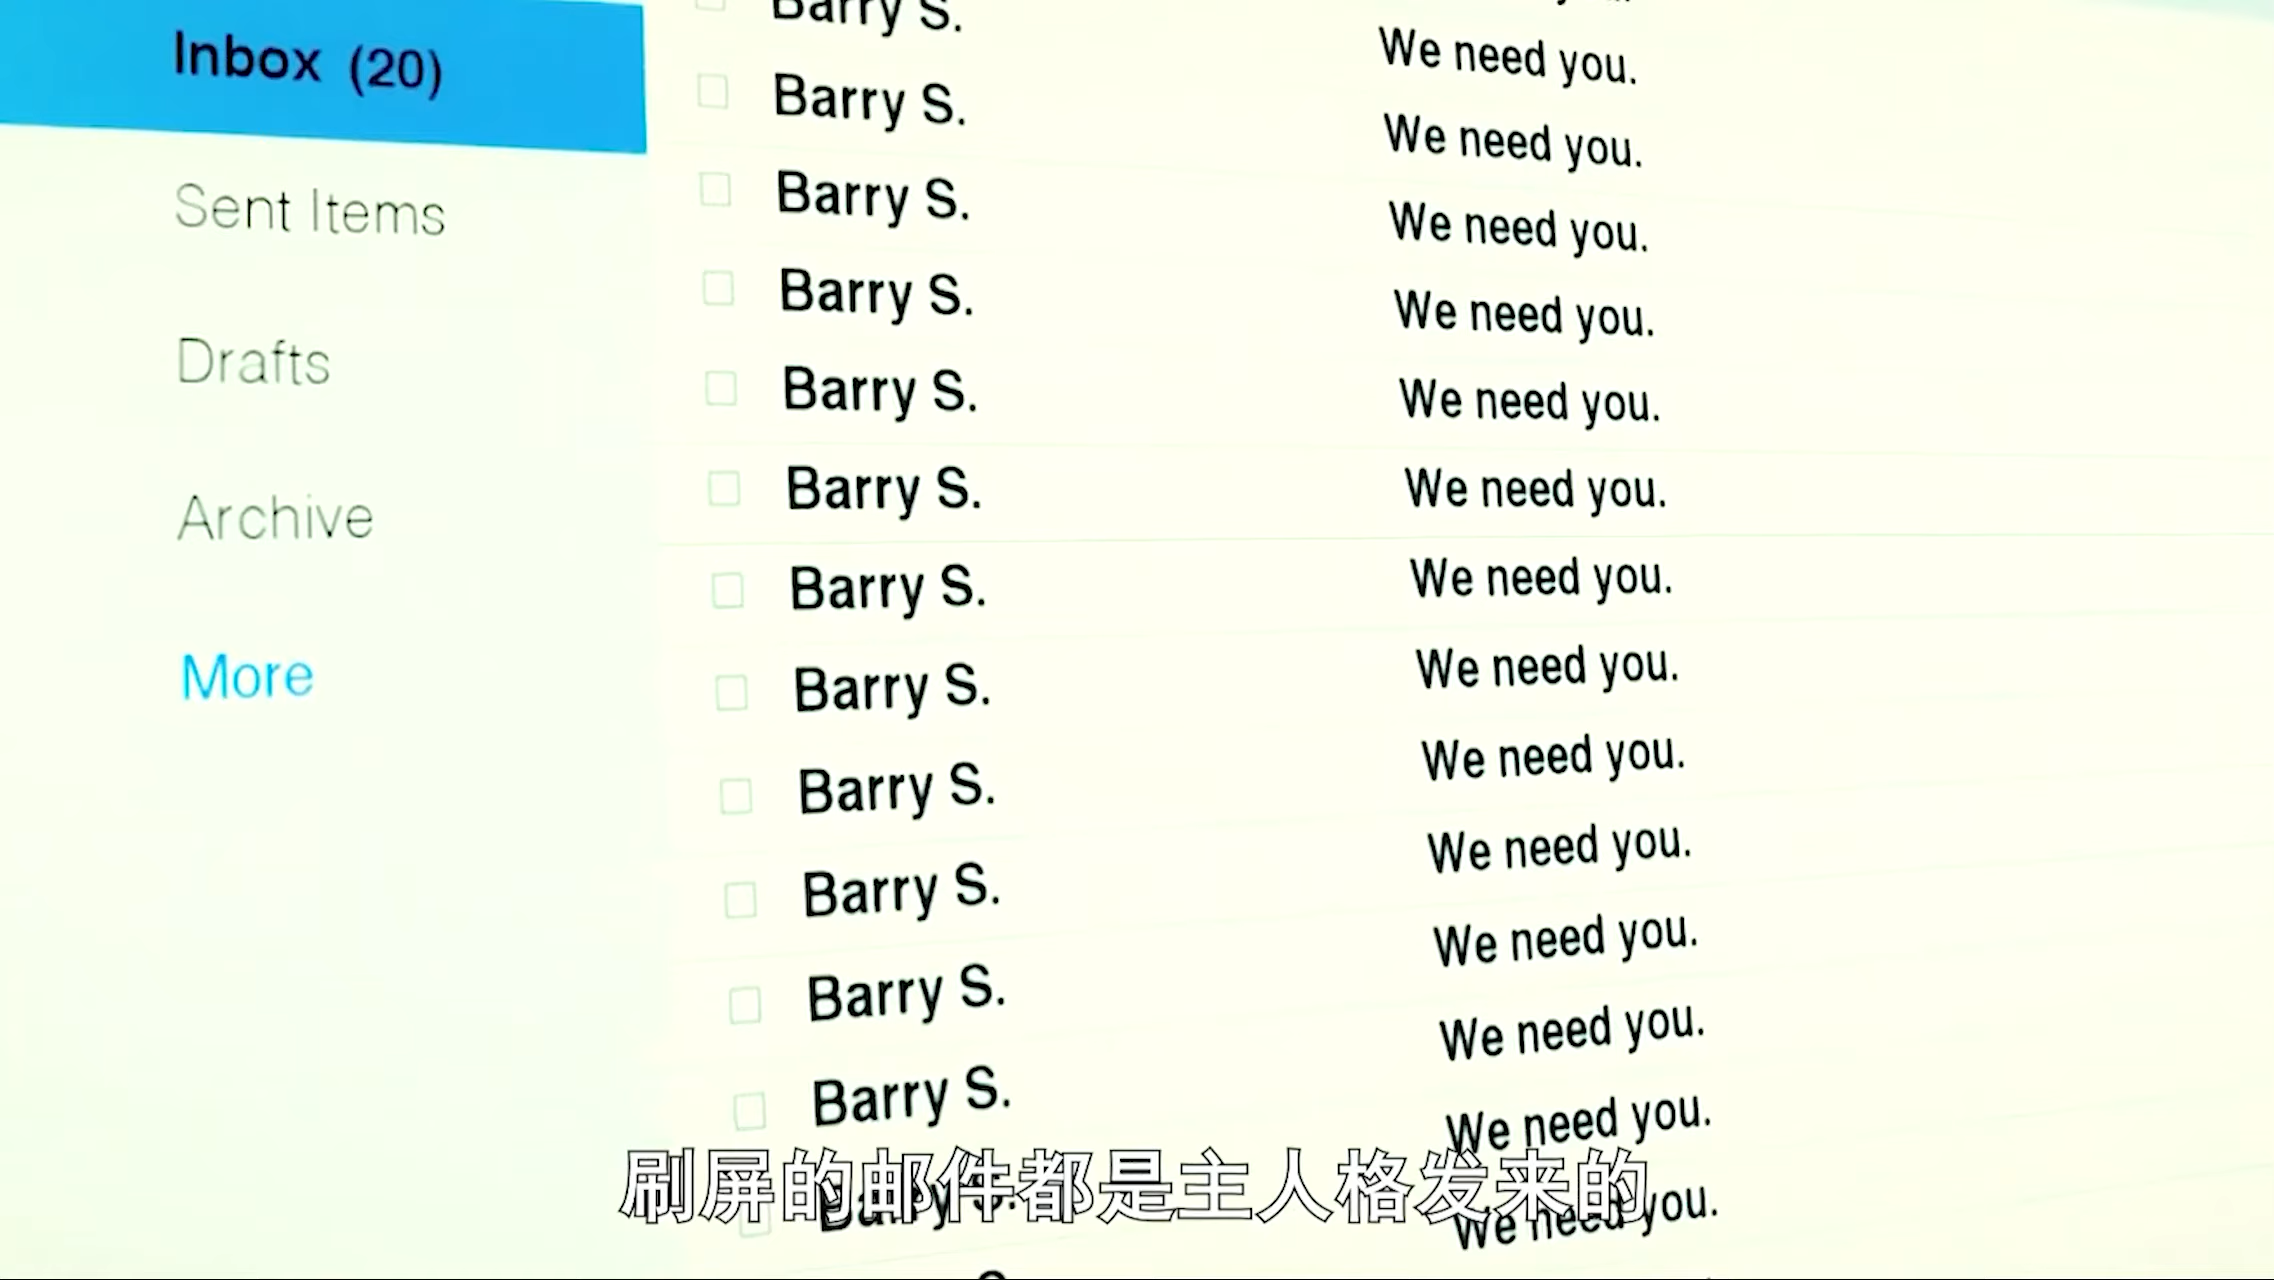 Inbox (20)
Sent Items
Drafts
Archive
More
Barry S.
We need you.
Barry S. We need you.
Barry S. We need you.
Barry S. We need you.
Barry S. We need you.
Barry S. We need you.
Barry S. We need you.
Barry S. We need you.
Barry S. We need you.
Barry S. We need you.
Barry S. We need you.
Barry S. We need you.
Barry S. We need you.
刷屏的邮件都是主人格发来的